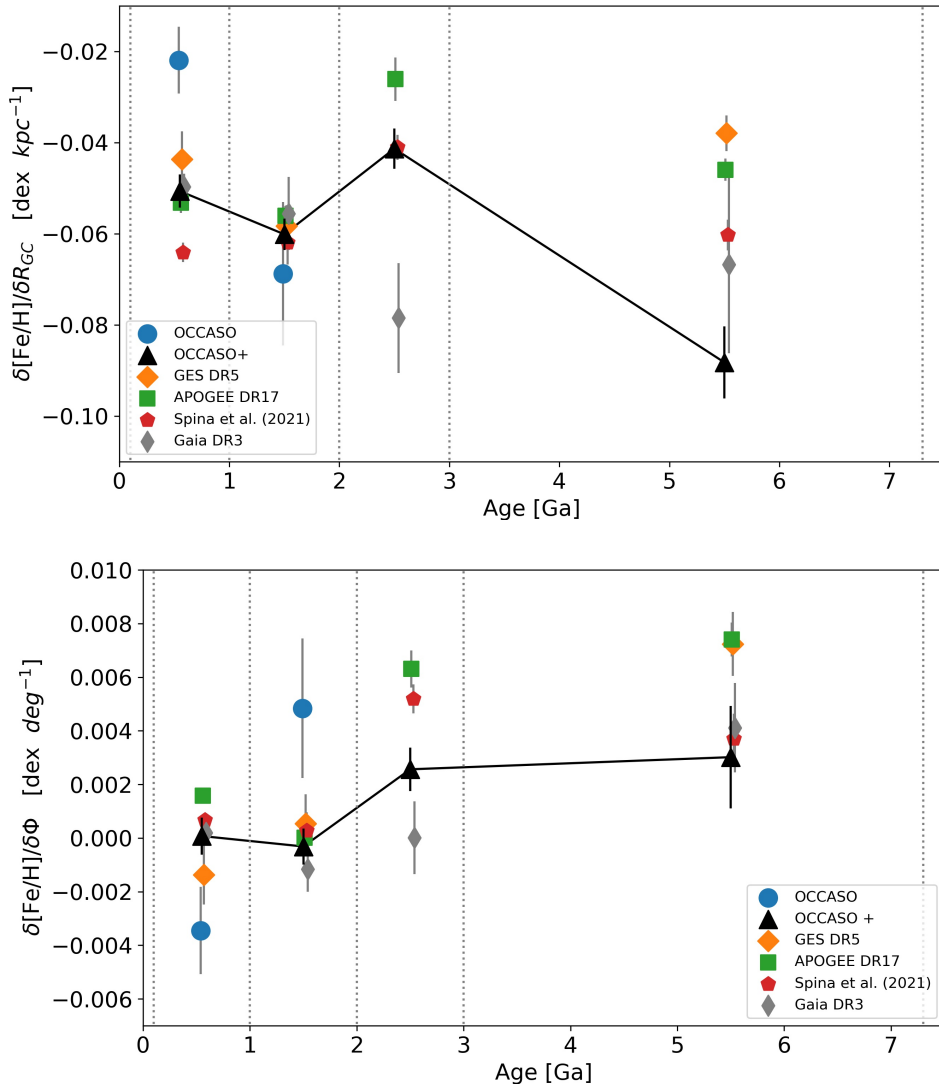 −0.02
−0.04
−0.06
−0.08
−0.10
δ[Fe/H]/δR_{GC} [dex kpc^{−1}]
OCCASO
OCCASO+
GES DR5
APOGEE DR17
Spina et al. (2021)
Gaia DR3
0 1 2 3 4 5 6 7
Age [Ga]
0.010
0.008
0.006
0.004
0.002
0.000
−0.002
−0.004
−0.006
δ[Fe/H]/δΦ [dex deg^{−1}]
OCCASO
OCCASO +
GES DR5
APOGEE DR17
Spina et al. (2021)
Gaia DR3
0 1 2 3 4 5 6 7
Age [Ga]